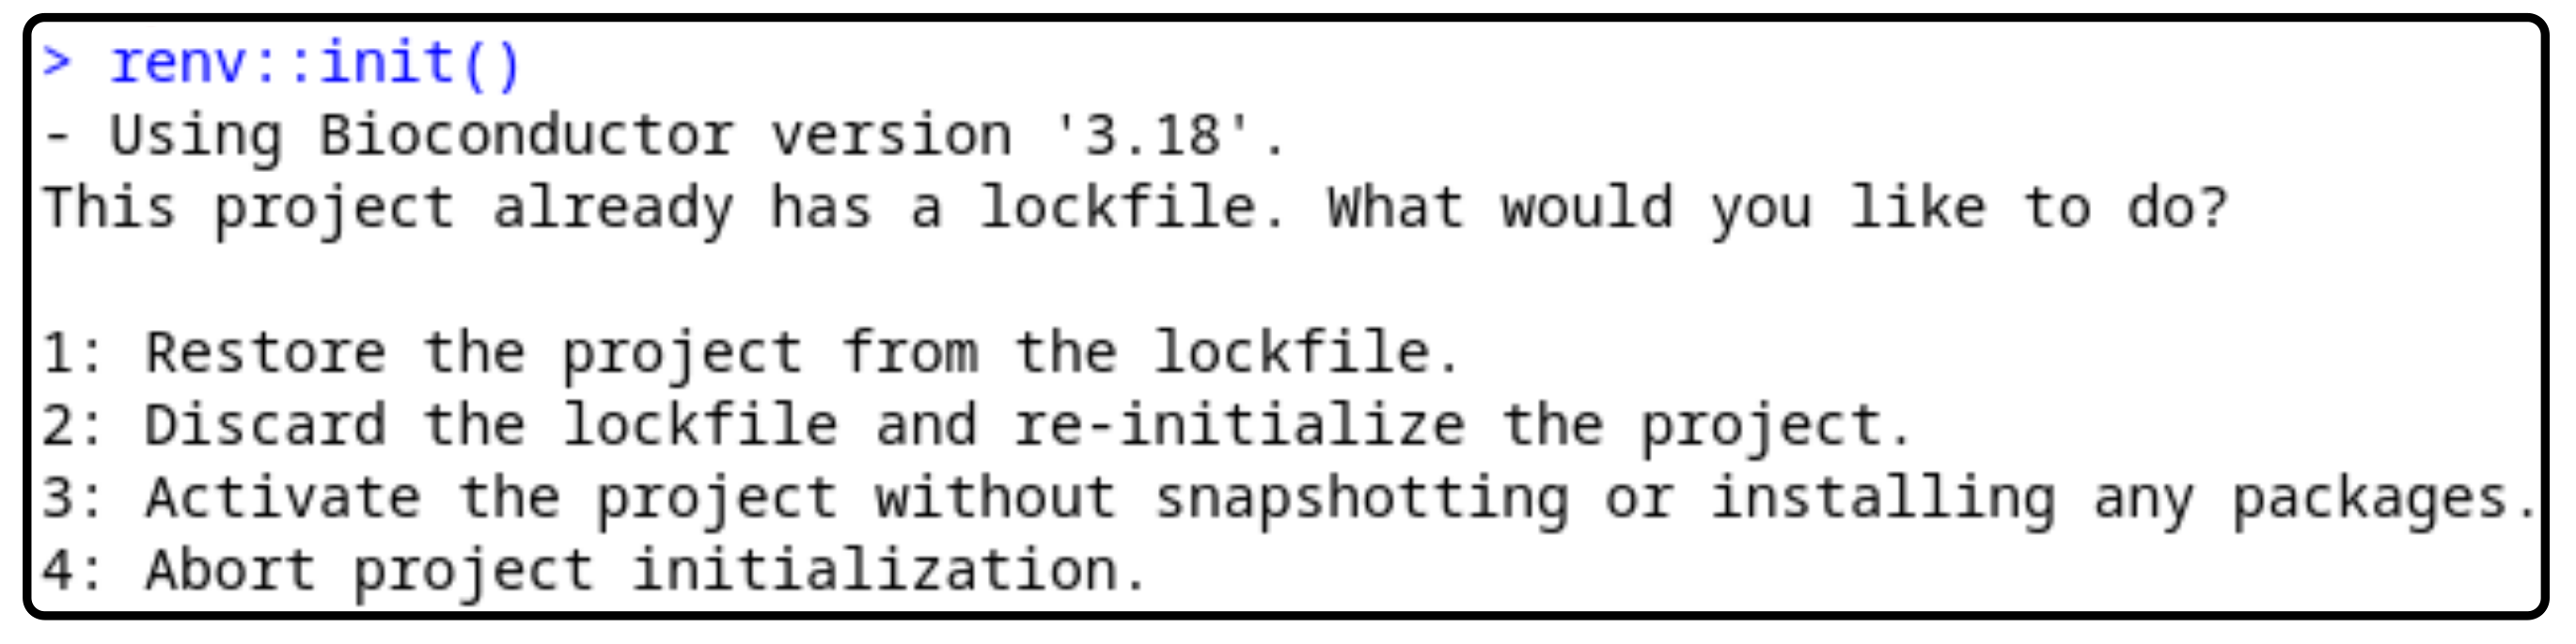 > renv::init()
- Using Bioconductor version '3.18'.
This project already has a lockfile. What would you like to do?
1: Restore the project from the lockfile.
2: Discard the lockfile and re-initialize the project.
3: Activate the project without snapshotting or installing any packages.
4: Abort project initialization.